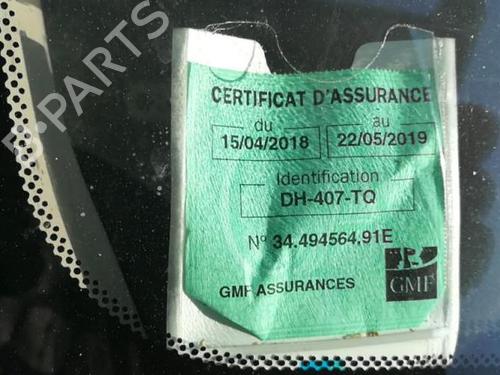 B-PARTS
CERTIFICAT D'ASSURANCE
du au
15/04/2018 22/05/2019
Identification
DH-407-TQ
N° 34.494564.91E
GMF ASSURANCES
GMF